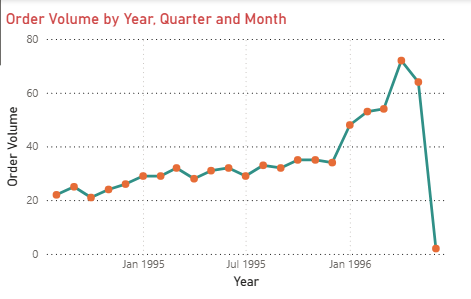 Order Volume by Year, Quarter and Month
80
60
40
20
0
Order Volume
Jan 1995
Jul 1995
Jan 1996
Year